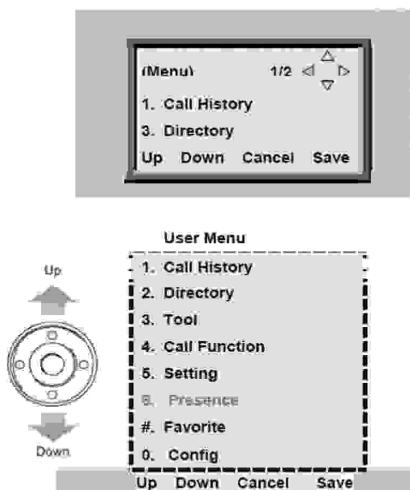 (Menu) 1/2
1. Call History
3. Directory
Up Down Cancel Save
User Menu
1. Call History
2. Directory
3. Tool
4. Call Function
5. Setting
6. Presence
#. Favorite
0. Config
Up Down Cancel Save
Up
Down